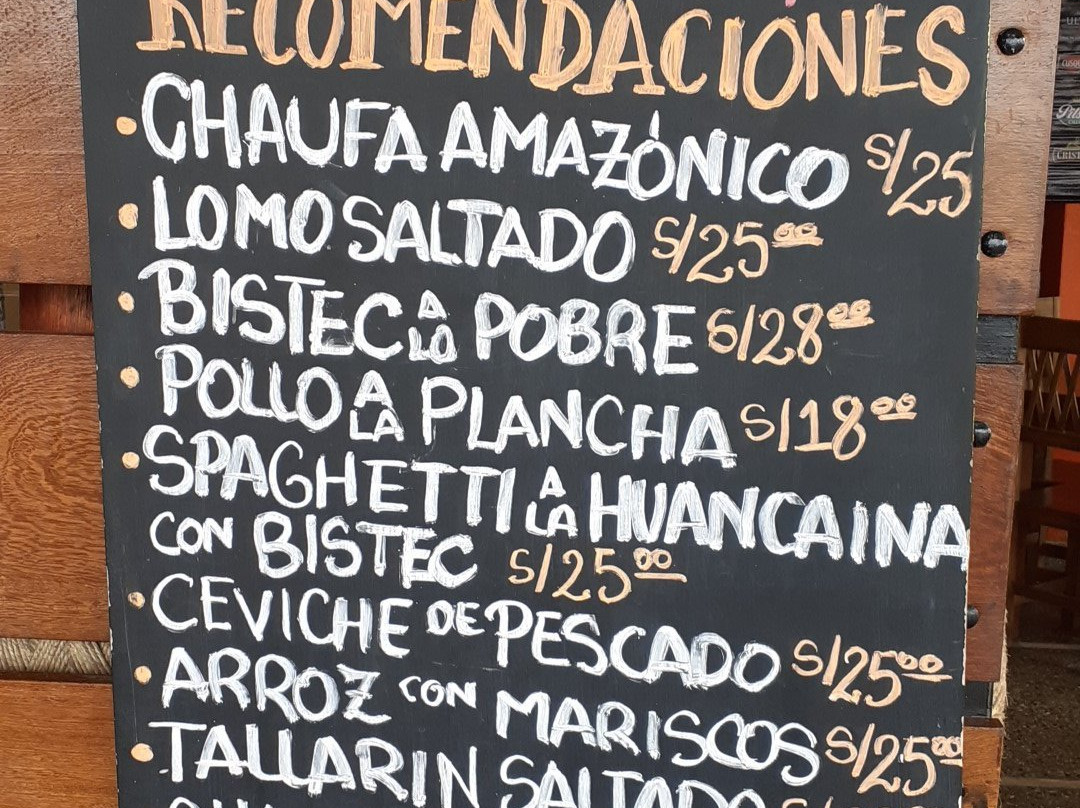 RECOMENDACIONES
CHAUFA AMAZÓNICO S/25
LOMO SALTADO S/25.00
BISTEC A LO POBRE S/28.00
POLLO A LA PLANCHA S/18.00
SPAGHETTI A LA HUANCAINA
CON BISTEC S/25.00
CEVICHE DE PESCADO S/25.00
ARROZ CON MARISCOS S/25.00
TALLARIN SALTADO